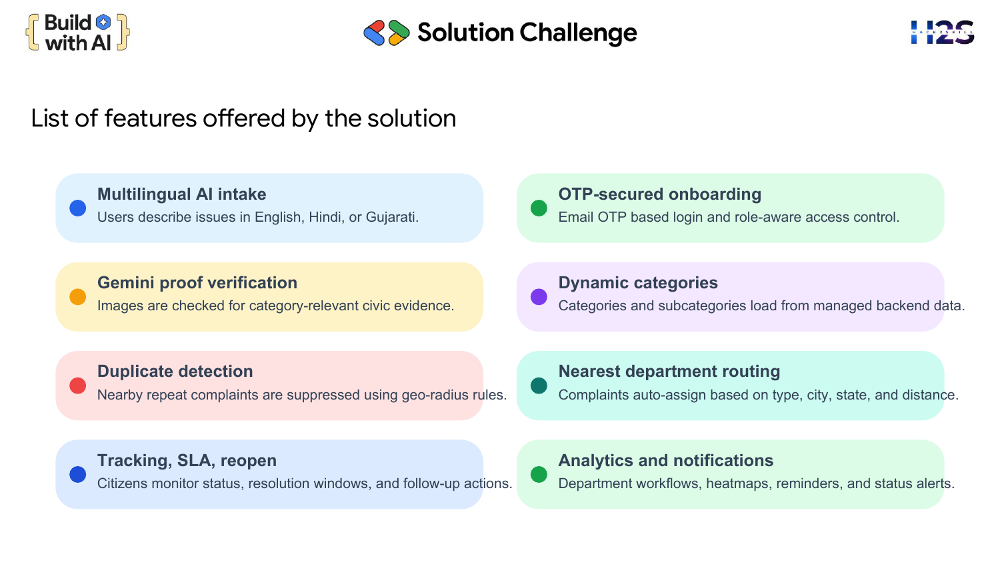 Build
with AI
Solution Challenge
H2S
HACK2SKILL
List of features offered by the solution
Multilingual AI intake
Users describe issues in English, Hindi, or Gujarati.
OTP-secured onboarding
Email OTP based login and role-aware access control.
Gemini proof verification
Images are checked for category-relevant civic evidence.
Dynamic categories
Categories and subcategories load from managed backend data.
Duplicate detection
Nearby repeat complaints are suppressed using geo-radius rules.
Nearest department routing
Complaints auto-assign based on type, city, state, and distance.
Tracking, SLA, reopen
Citizens monitor status, resolution windows, and follow-up actions.
Analytics and notifications
Department workflows, heatmaps, reminders, and status alerts.